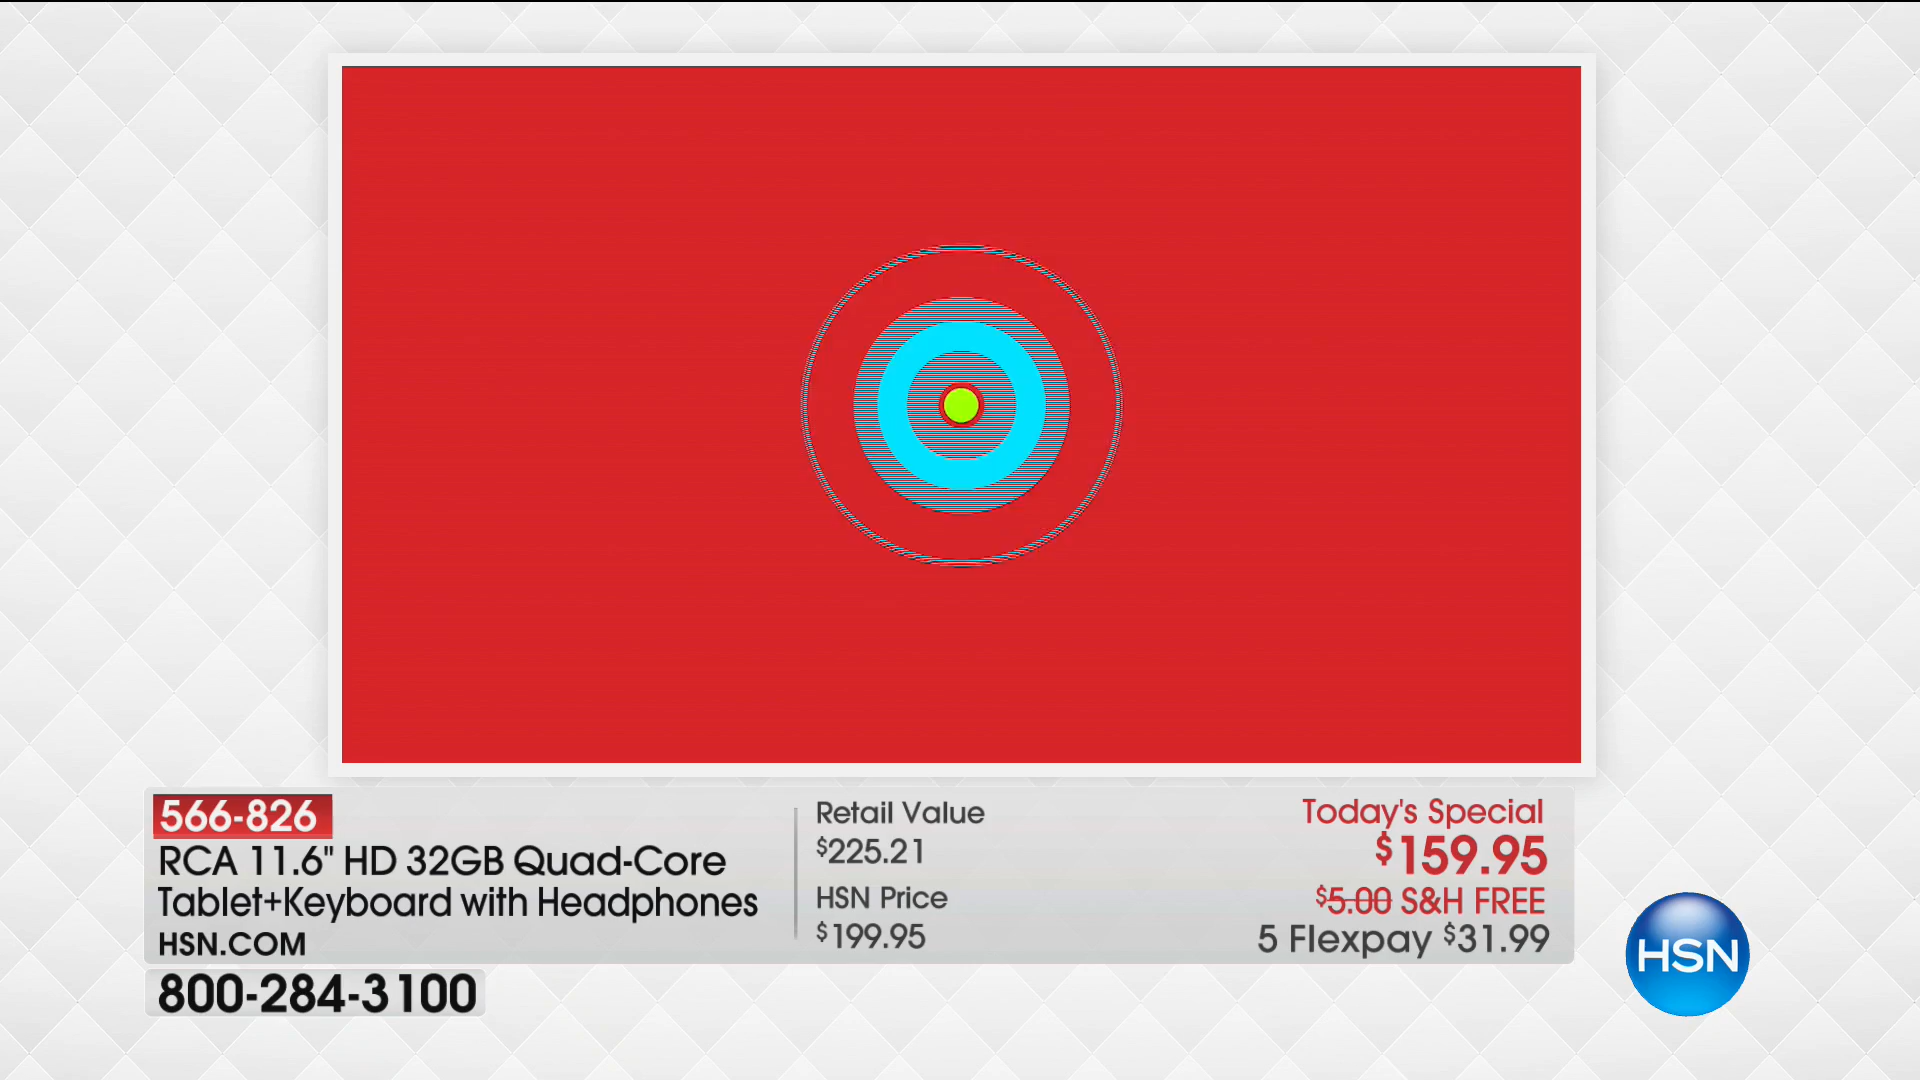 566-826
RCA 11.6" HD 32GB Quad-Core
Tablet+Keyboard with Headphones
HSN.COM
800-284-3100
Retail Value
$225.21
HSN Price
$199.95
Today's Special
$159.95
$5.00 S&H FREE
5 Flexpay $31.99
HSN